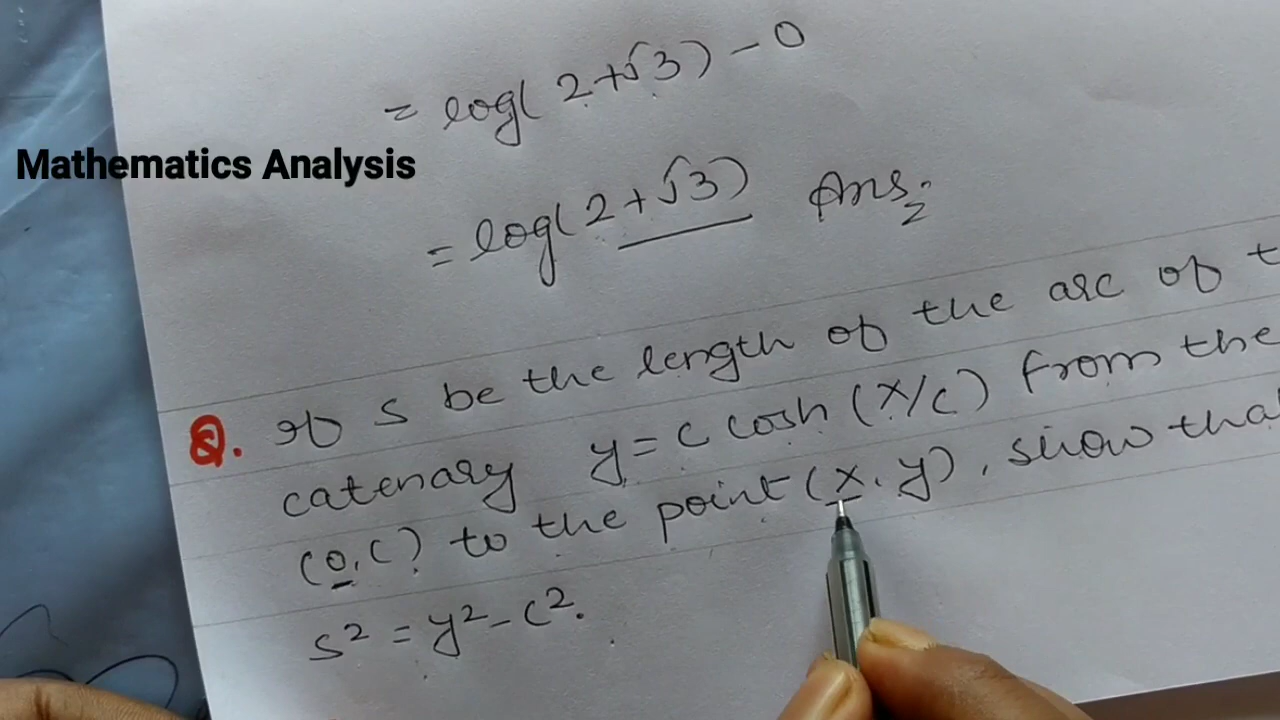 = log(2+√3) - 0
Mathematics Analysis
= log(2+√3) Ans.
Q. If s be the length of the arc of t
catenary y = c cosh (x/c) from the
(0, c) to the point (x, y), show tha
s² = y² - c².